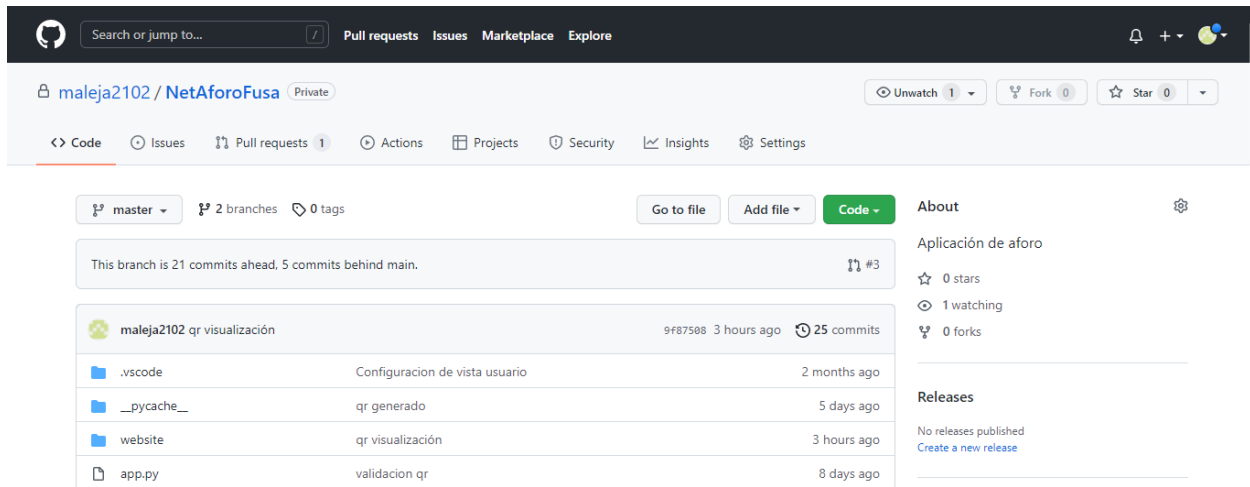 Search or jump to... / Pull requests Issues Marketplace Explore
maleja2102 / NetAforoFusa Private Unwatch 1 Fork 0 Star 0
<> Code Issues Pull requests 1 Actions Projects Security Insights Settings
master 2 branches 0 tags Go to file Add file Code
About
Aplicación de aforo
This branch is 21 commits ahead, 5 commits behind main. #3
0 stars
1 watching
0 forks
maleja2102 qr visualización 9f87508 3 hours ago 25 commits
.vscode Configuracion de vista usuario 2 months ago
__pycache__ qr generado 5 days ago
website qr visualización 3 hours ago
app.py validacion qr 8 days ago
Releases
No releases published
Create a new release